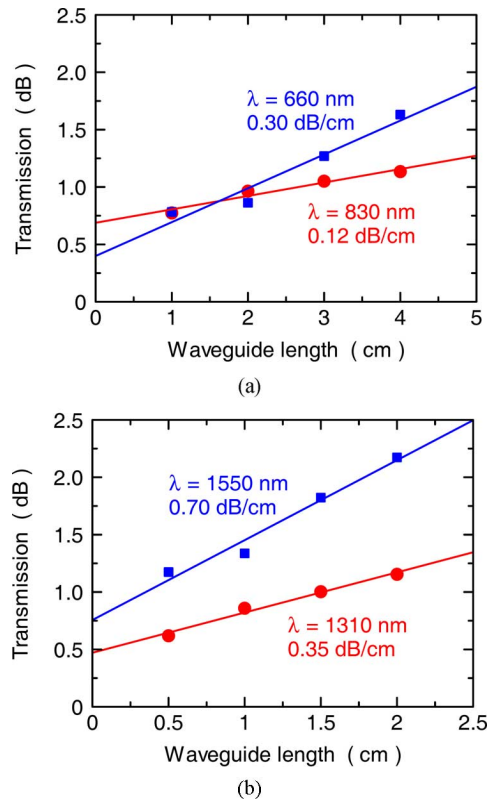 2.5
2.0
1.5
1.0
0.5
0
Transmission ( dB )
λ = 660 nm
0.30 dB/cm
λ = 830 nm
0.12 dB/cm
0 1 2 3 4 5
Waveguide length ( cm )
(a)
2.5
2.0
1.5
1.0
0.5
0
Transmission ( dB )
λ = 1550 nm
0.70 dB/cm
λ = 1310 nm
0.35 dB/cm
0 0.5 1 1.5 2 2.5
Waveguide length ( cm )
(b)